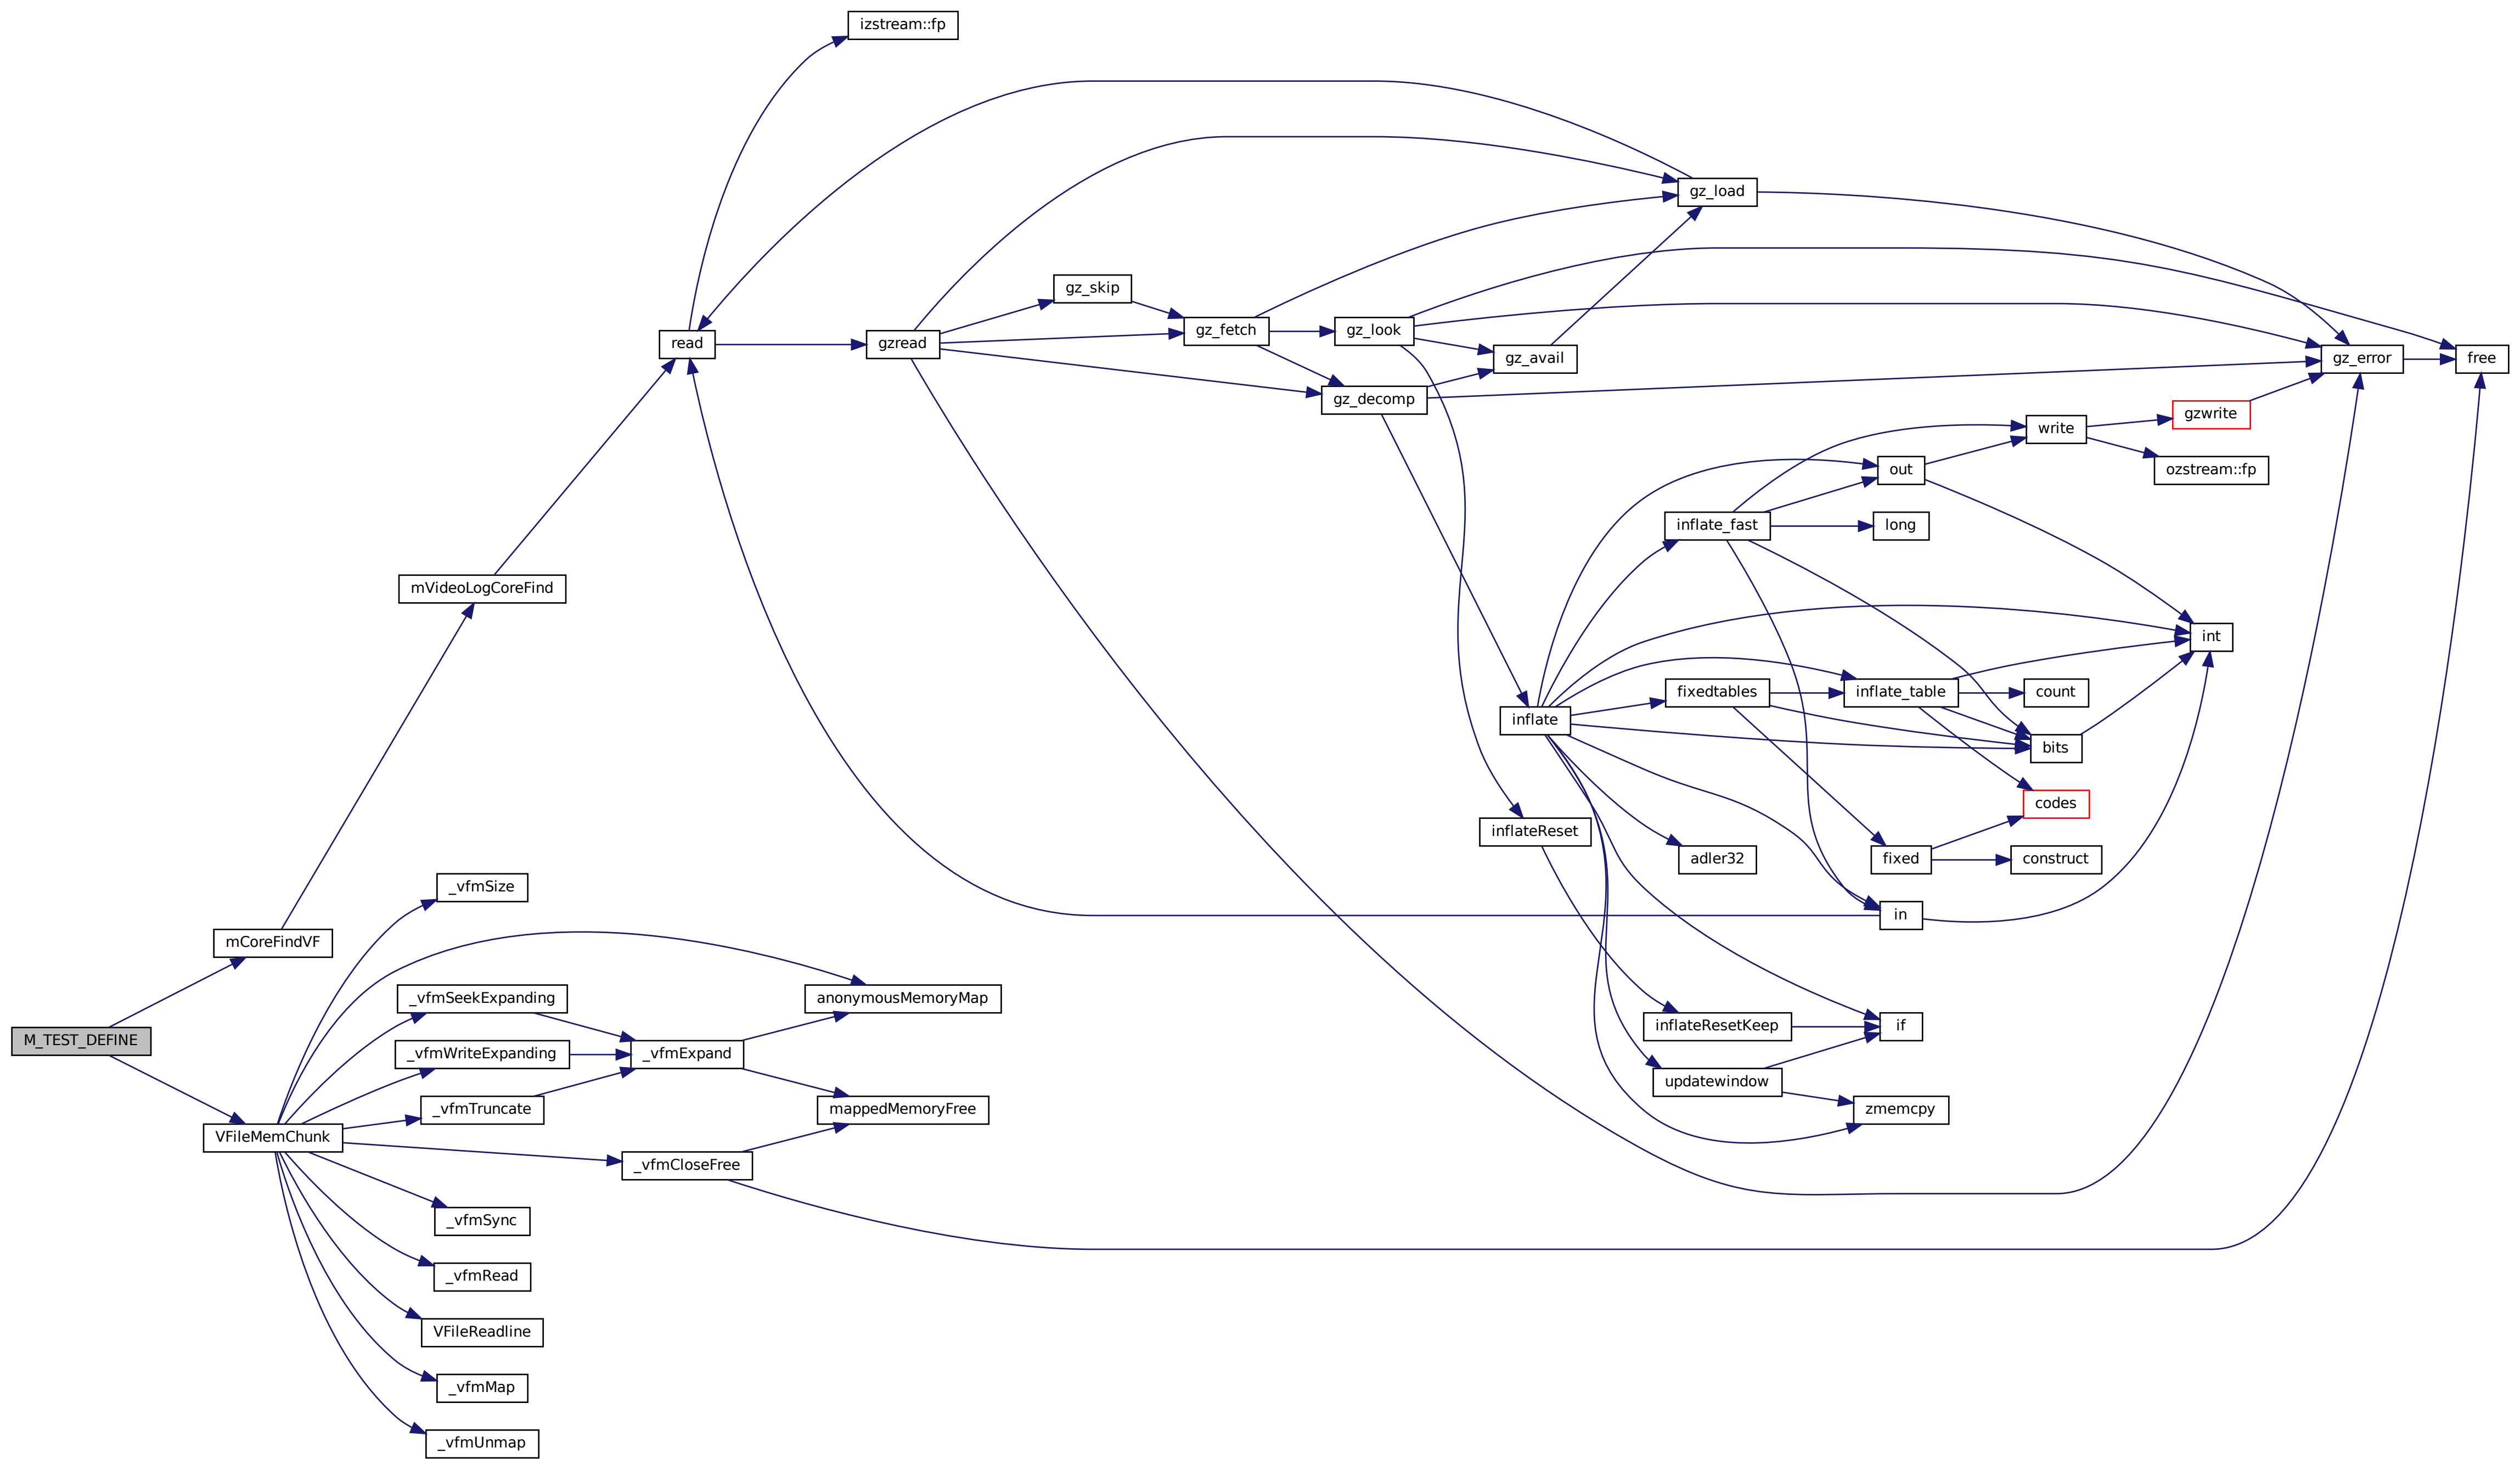 izstream::fp
gz_load
gz_skip
read
gzread
gz_fetch
gz_look
gz_avail
gz_error
free
gz_decomp
gzwrite
write
out
ozstream::fp
inflate_fast
long
mVideoLogCoreFind
int
fixedtables
inflate_table
count
inflate
bits
codes
inflateReset
adler32
fixed
construct
_vfmSize
in
mCoreFindVF
_vfmSeekExpanding
anonymousMemoryMap
M_TEST_DEFINE
inflateResetKeep
if
_vfmWriteExpanding
_vfmExpand
updatewindow
_vfmTruncate
mappedMemoryFree
zmemcpy
VFileMemChunk
_vfmCloseFree
_vfmSync
_vfmRead
VFileReadline
_vfmMap
_vfmUnmap